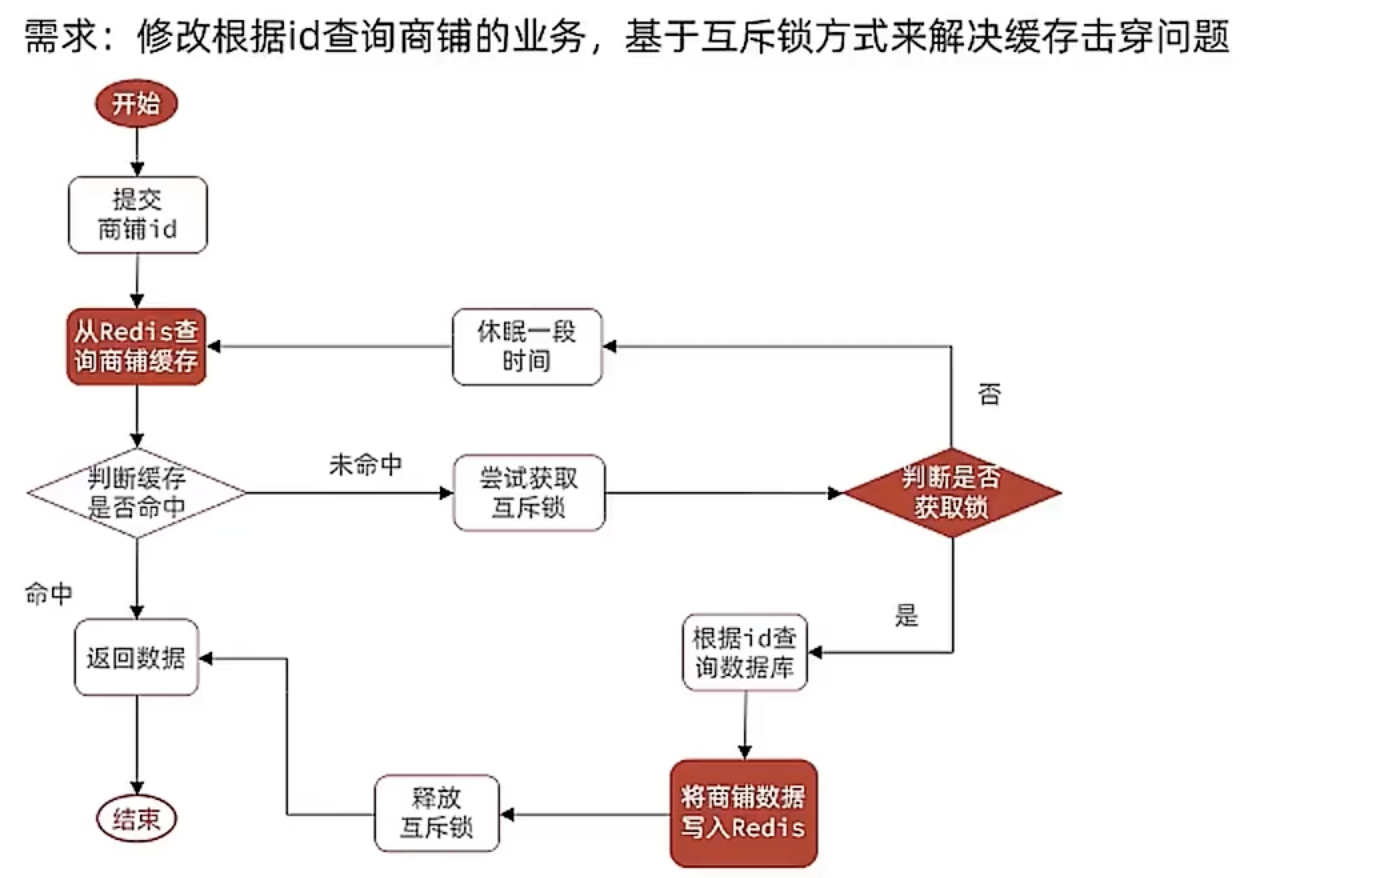 需求：修改根据id查询商铺的业务，基于互斥锁方式来解决缓存击穿问题
开始
提交
商铺id
从Redis查
询商铺缓存
休眠一段
时间
否
判断缓存
是否命中
未命中
尝试获取
互斥锁
判断是否
获取锁
命中
是
返回数据
根据id查
询数据库
将商铺数据
写入Redis
释放
互斥锁
结束